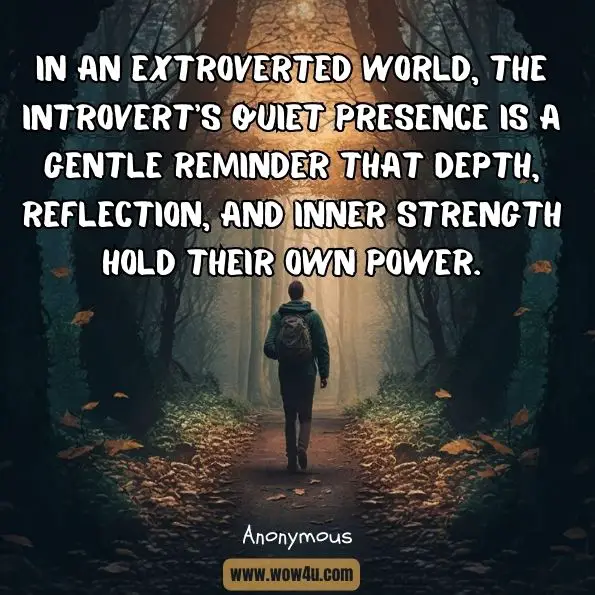 IN AN EXTROVERTED WORLD, THE
INTROVERT'S QUIET PRESENCE IS A
GENTLE REMINDER THAT DEPTH,
REFLECTION, AND INNER STRENGTH
HOLD THEIR OWN POWER.
Anonymous
www.wow4u.com